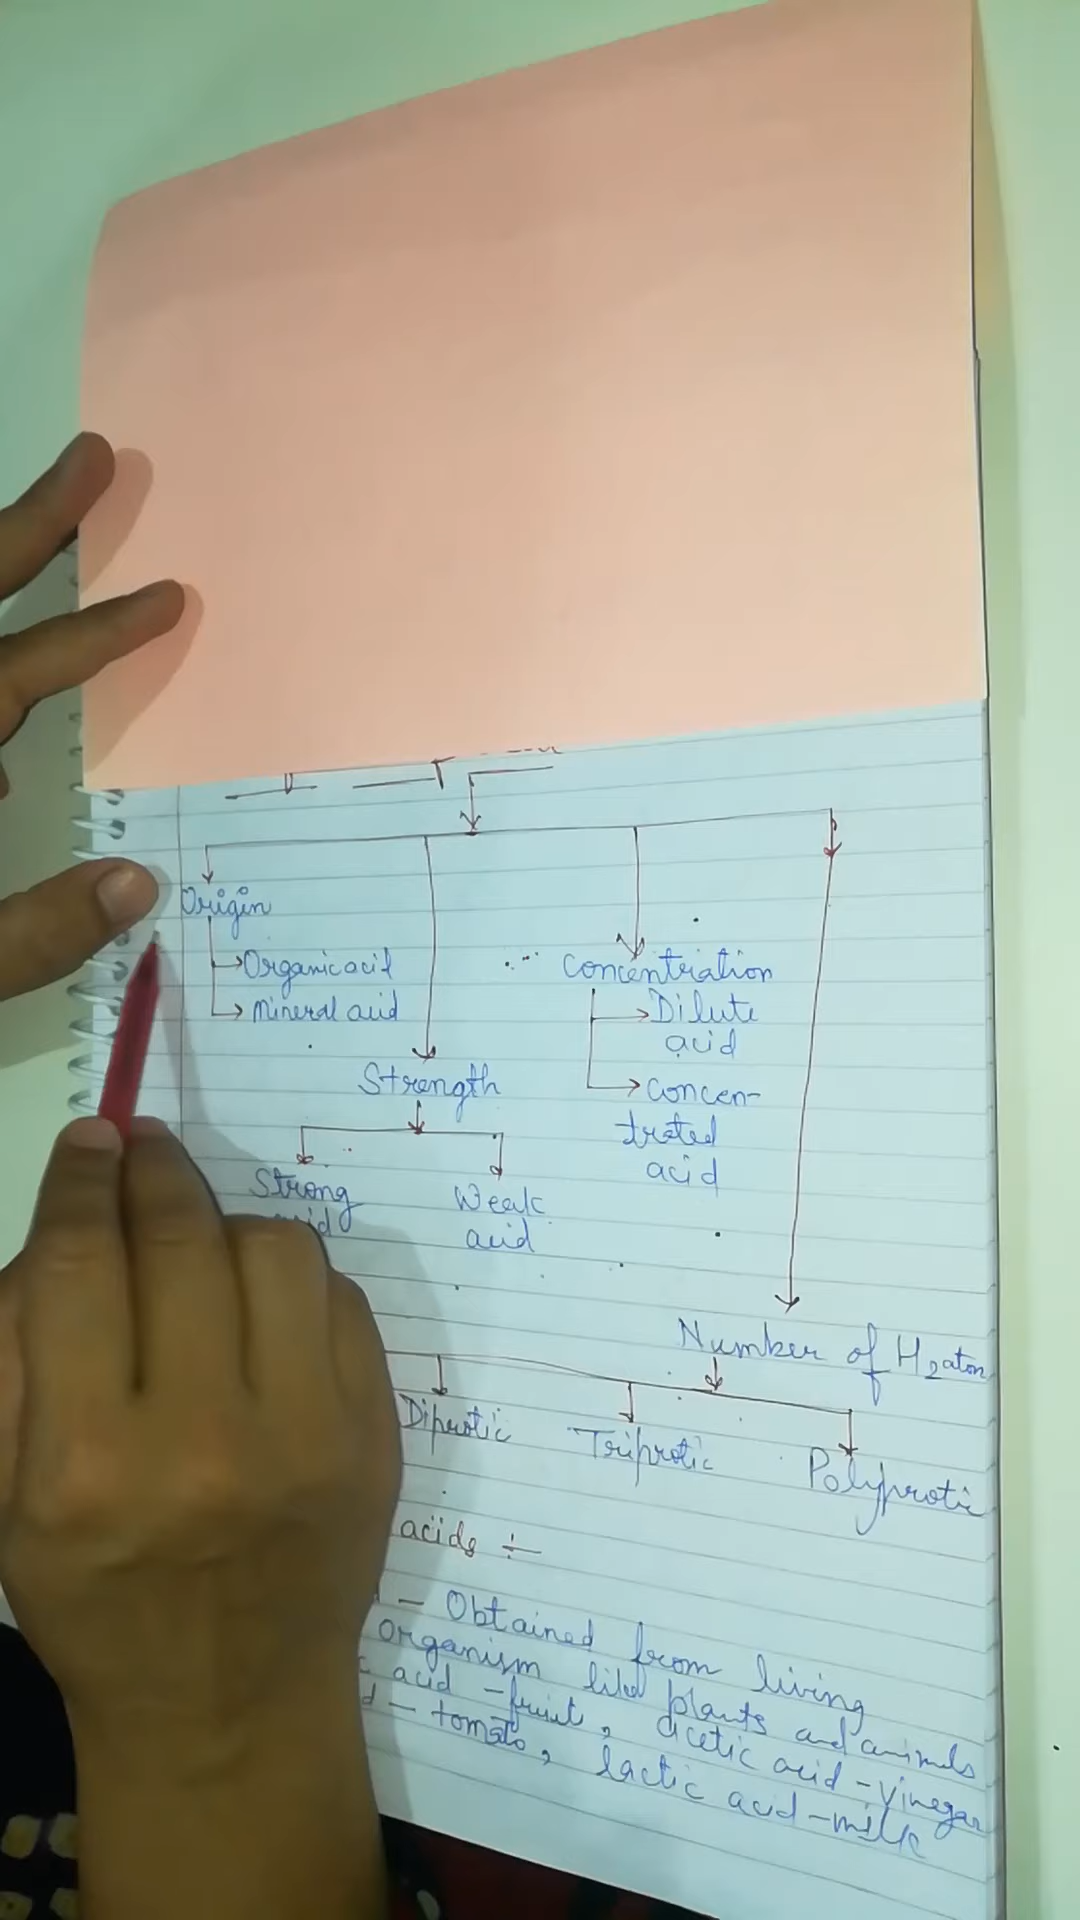 Origin
Organic acid
Mineral acid
Concentration
Dilute
acid
Concen-
trated
acid
Strength
Strong
acid
Weak
acid
Number of H2 atom
Diprotic
Triprotic
Polyprotic
acids ÷
- Obtained from living
organism like plants and animals
acid - fruit, acetic acid - vinegar
- tomato, lactic acid - milk